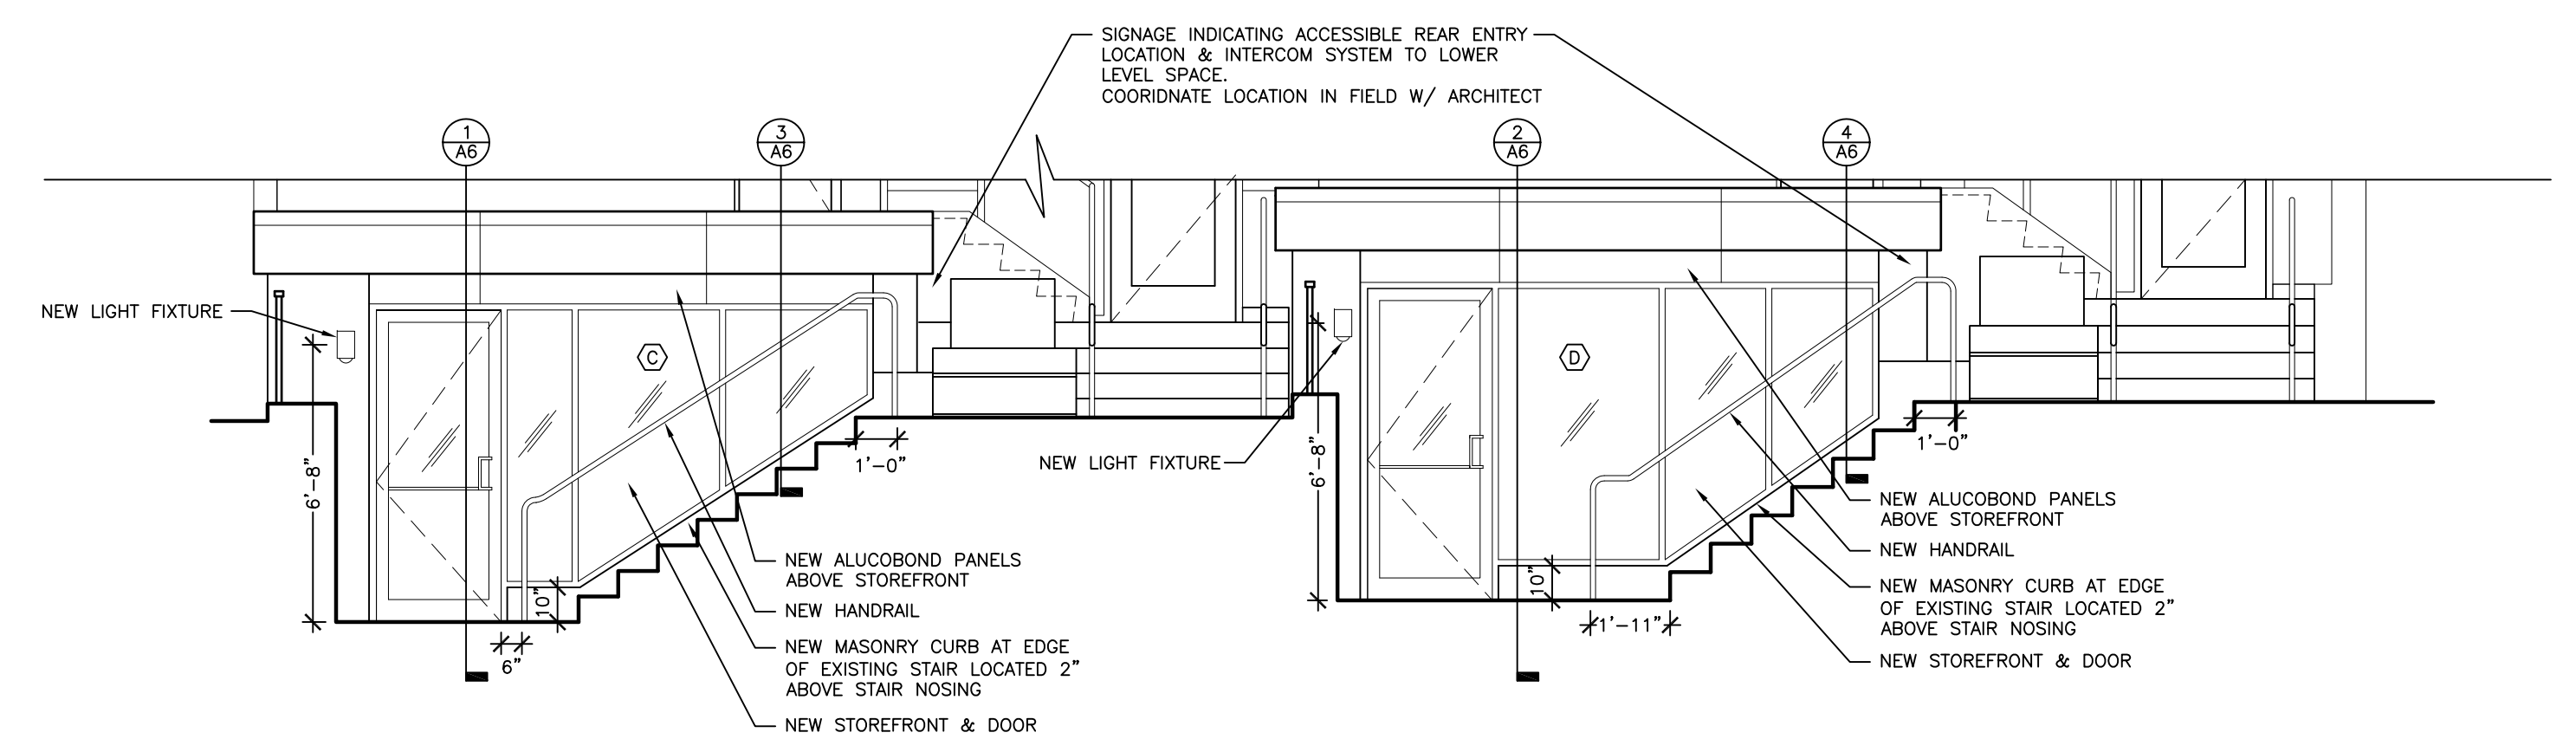 SIGNAGE INDICATING ACCESSIBLE REAR ENTRY
LOCATION & INTERCOM SYSTEM TO LOWER
LEVEL SPACE.
COORIDNATE LOCATION IN FIELD W/ ARCHITECT
1
A6
3
A6
2
A6
4
A6
NEW LIGHT FIXTURE
C
D
6'-8"
1'-0"
10"
6"
NEW ALUCOBOND PANELS
ABOVE STOREFRONT
NEW HANDRAIL
NEW MASONRY CURB AT EDGE
OF EXISTING STAIR LOCATED 2"
ABOVE STAIR NOSING
NEW STOREFRONT & DOOR
NEW LIGHT FIXTURE
6'-8"
10"
1'-11"
1'-0"
NEW ALUCOBOND PANELS
ABOVE STOREFRONT
NEW HANDRAIL
NEW MASONRY CURB AT EDGE
OF EXISTING STAIR LOCATED 2"
ABOVE STAIR NOSING
NEW STOREFRONT & DOOR